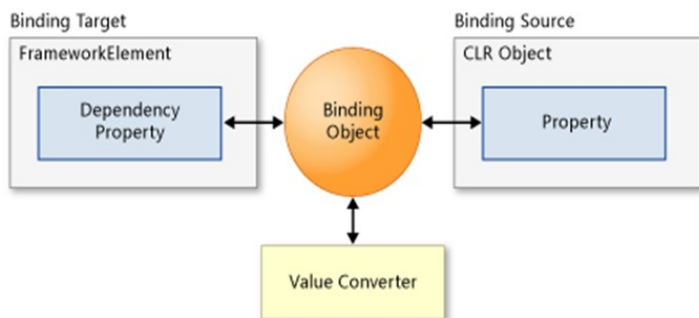 Binding Target
Binding Source
FrameworkElement
CLR Object
Dependency
Property
Binding
Object
Property
Value Converter